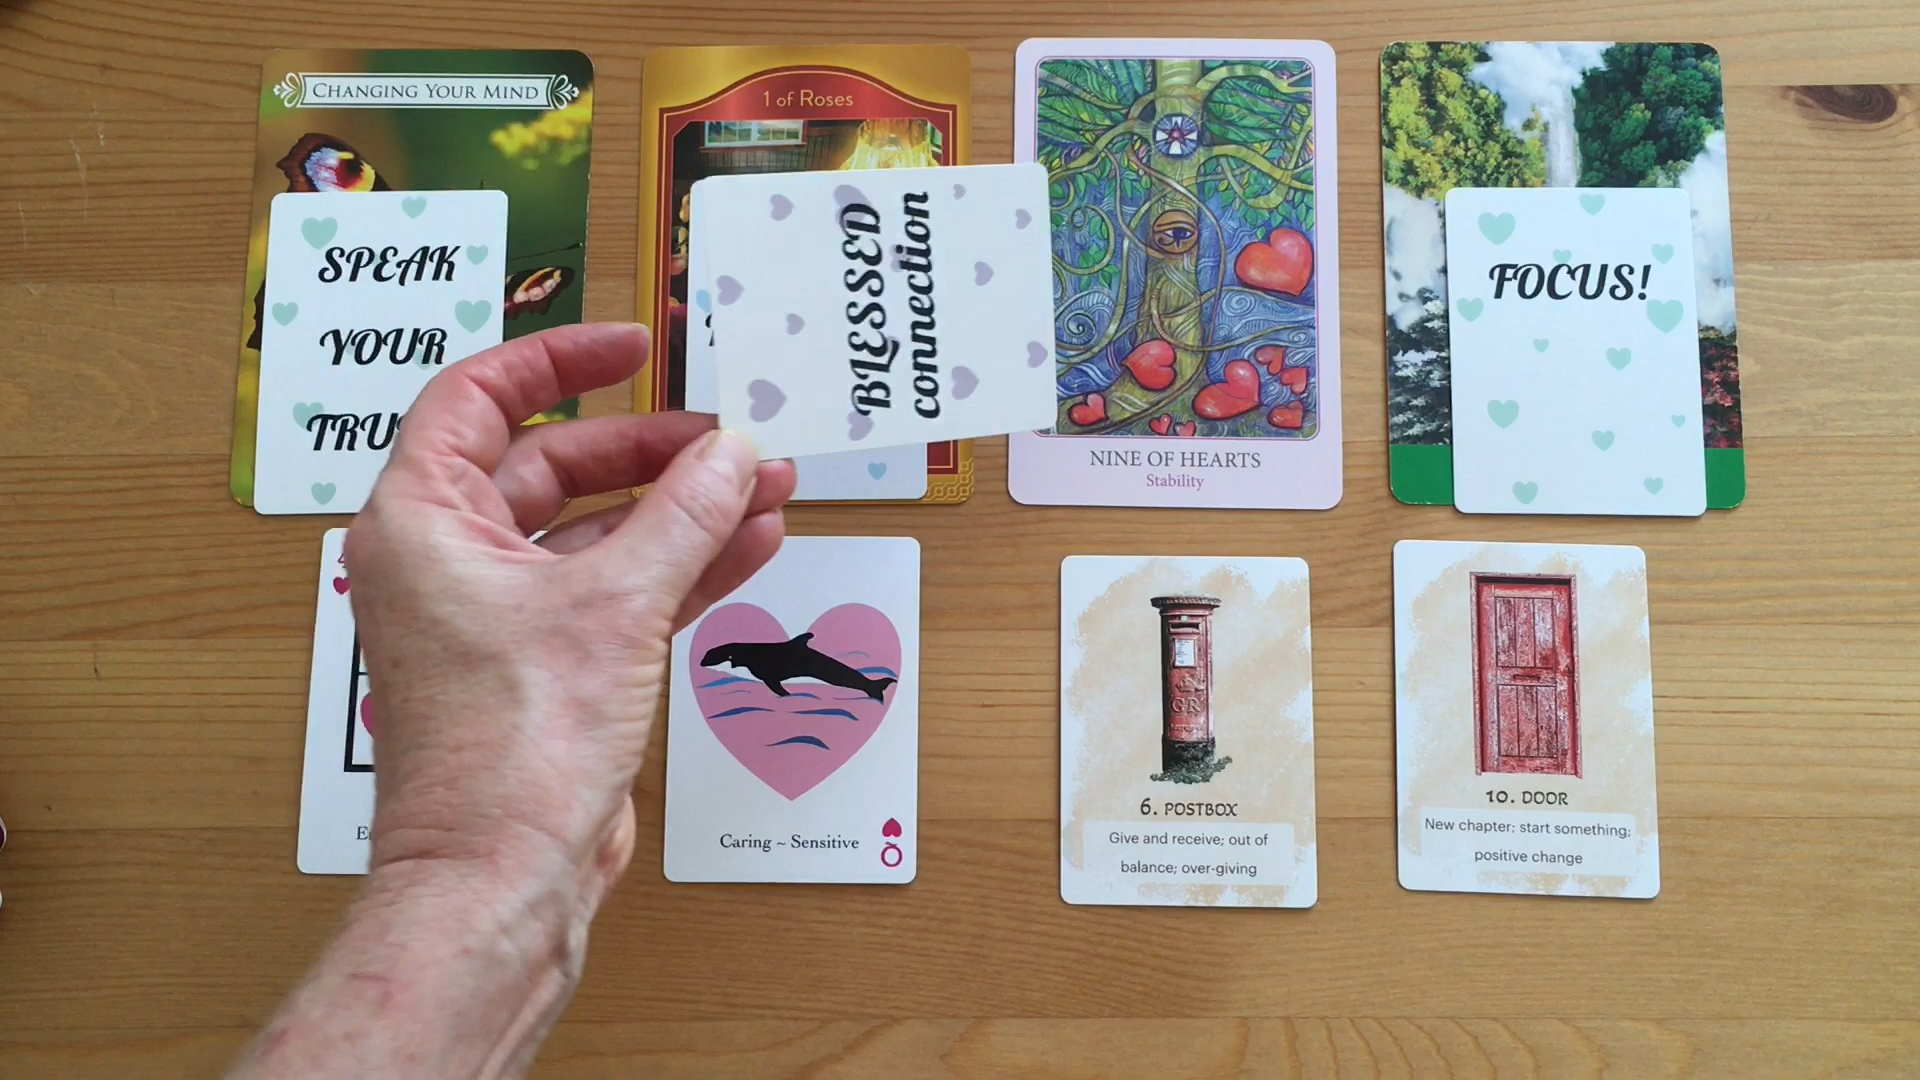 CHANGING YOUR MIND
1 of Roses
SPEAK
YOUR
BLESSED
connection
NINE OF HEARTS
Stability
FOCUS!
Caring ~ Sensitive
Q
6. POSTBOX
GR
Give and receive; out of
balance; over-giving
10. DOOR
New chapter; start something;
positive change